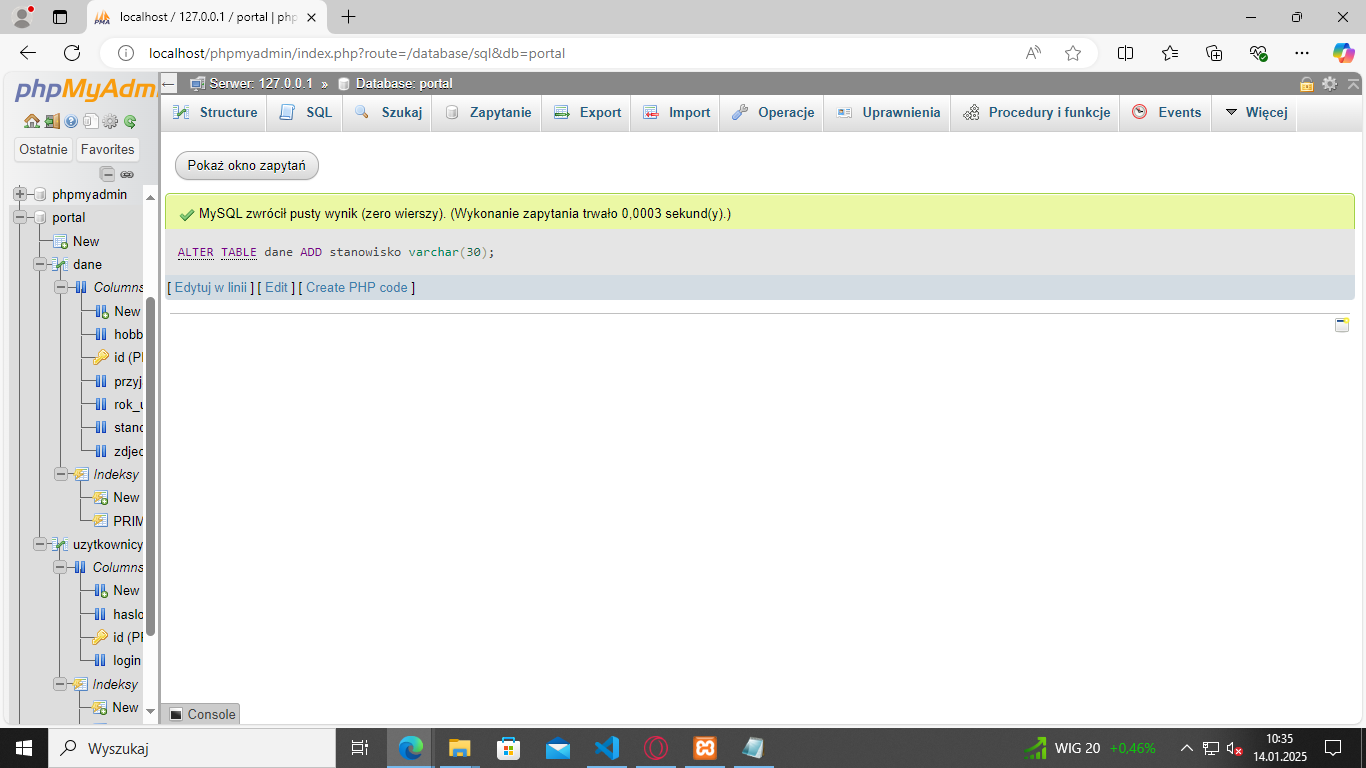 localhost / 127.0.0.1 / portal | php
localhost/phpmyadmin/index.php?route=/database/sql&db=portal
phpMyAdm
Ostatnie Favorites
phpmyadmin
portal
New
dane
Columns
New
hobb
id (PI
przyj
rok_u
stanc
zdjec
Indeksy
New
PRIM
uzytkownicy
Columns
New
haslo
id (PI
login
Indeksy
New
Serwer: 127.0.0.1 » Database: portal
Structure SQL Szukaj Zapytanie Export Import Operacje Uprawnienia Procedury i funkcje Events Więcej
Pokaż okno zapytań
MySQL zwrócił pusty wynik (zero wierszy). (Wykonanie zapytania trwało 0,0003 sekund(y).)
ALTER TABLE dane ADD stanowisko varchar(30);
[ Edytuj w linii ] [ Edit ] [ Create PHP code ]
Console
Wyszukaj
WIG 20 +0,46%
10:35
14.01.2025